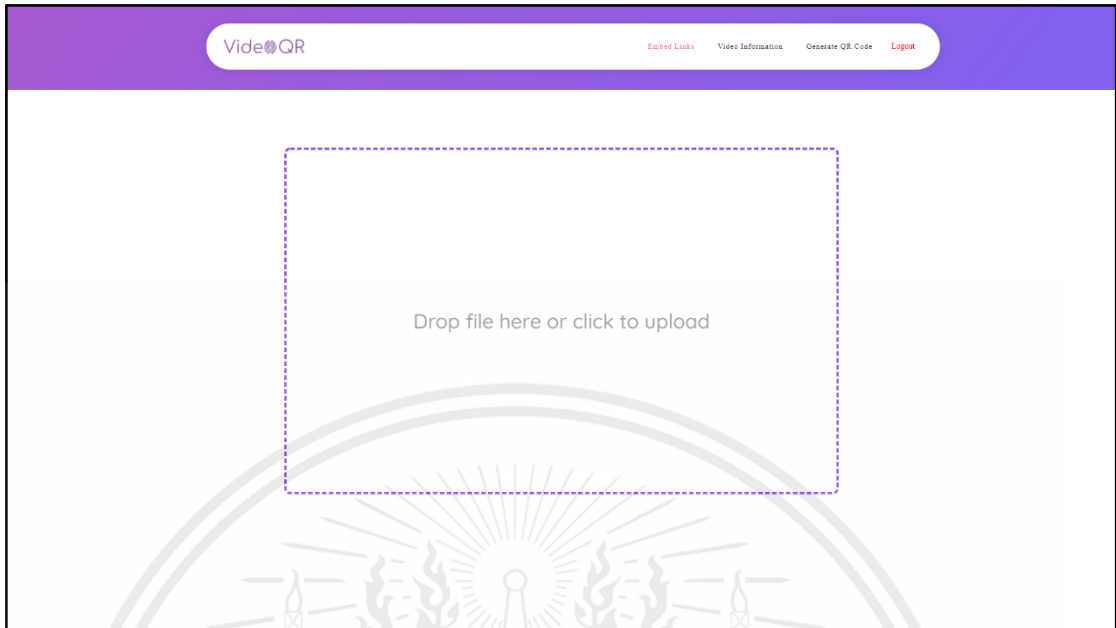 VideoQR
Embed Links
Video Information
Generate QR Code
Logout
Drop file here or click to upload